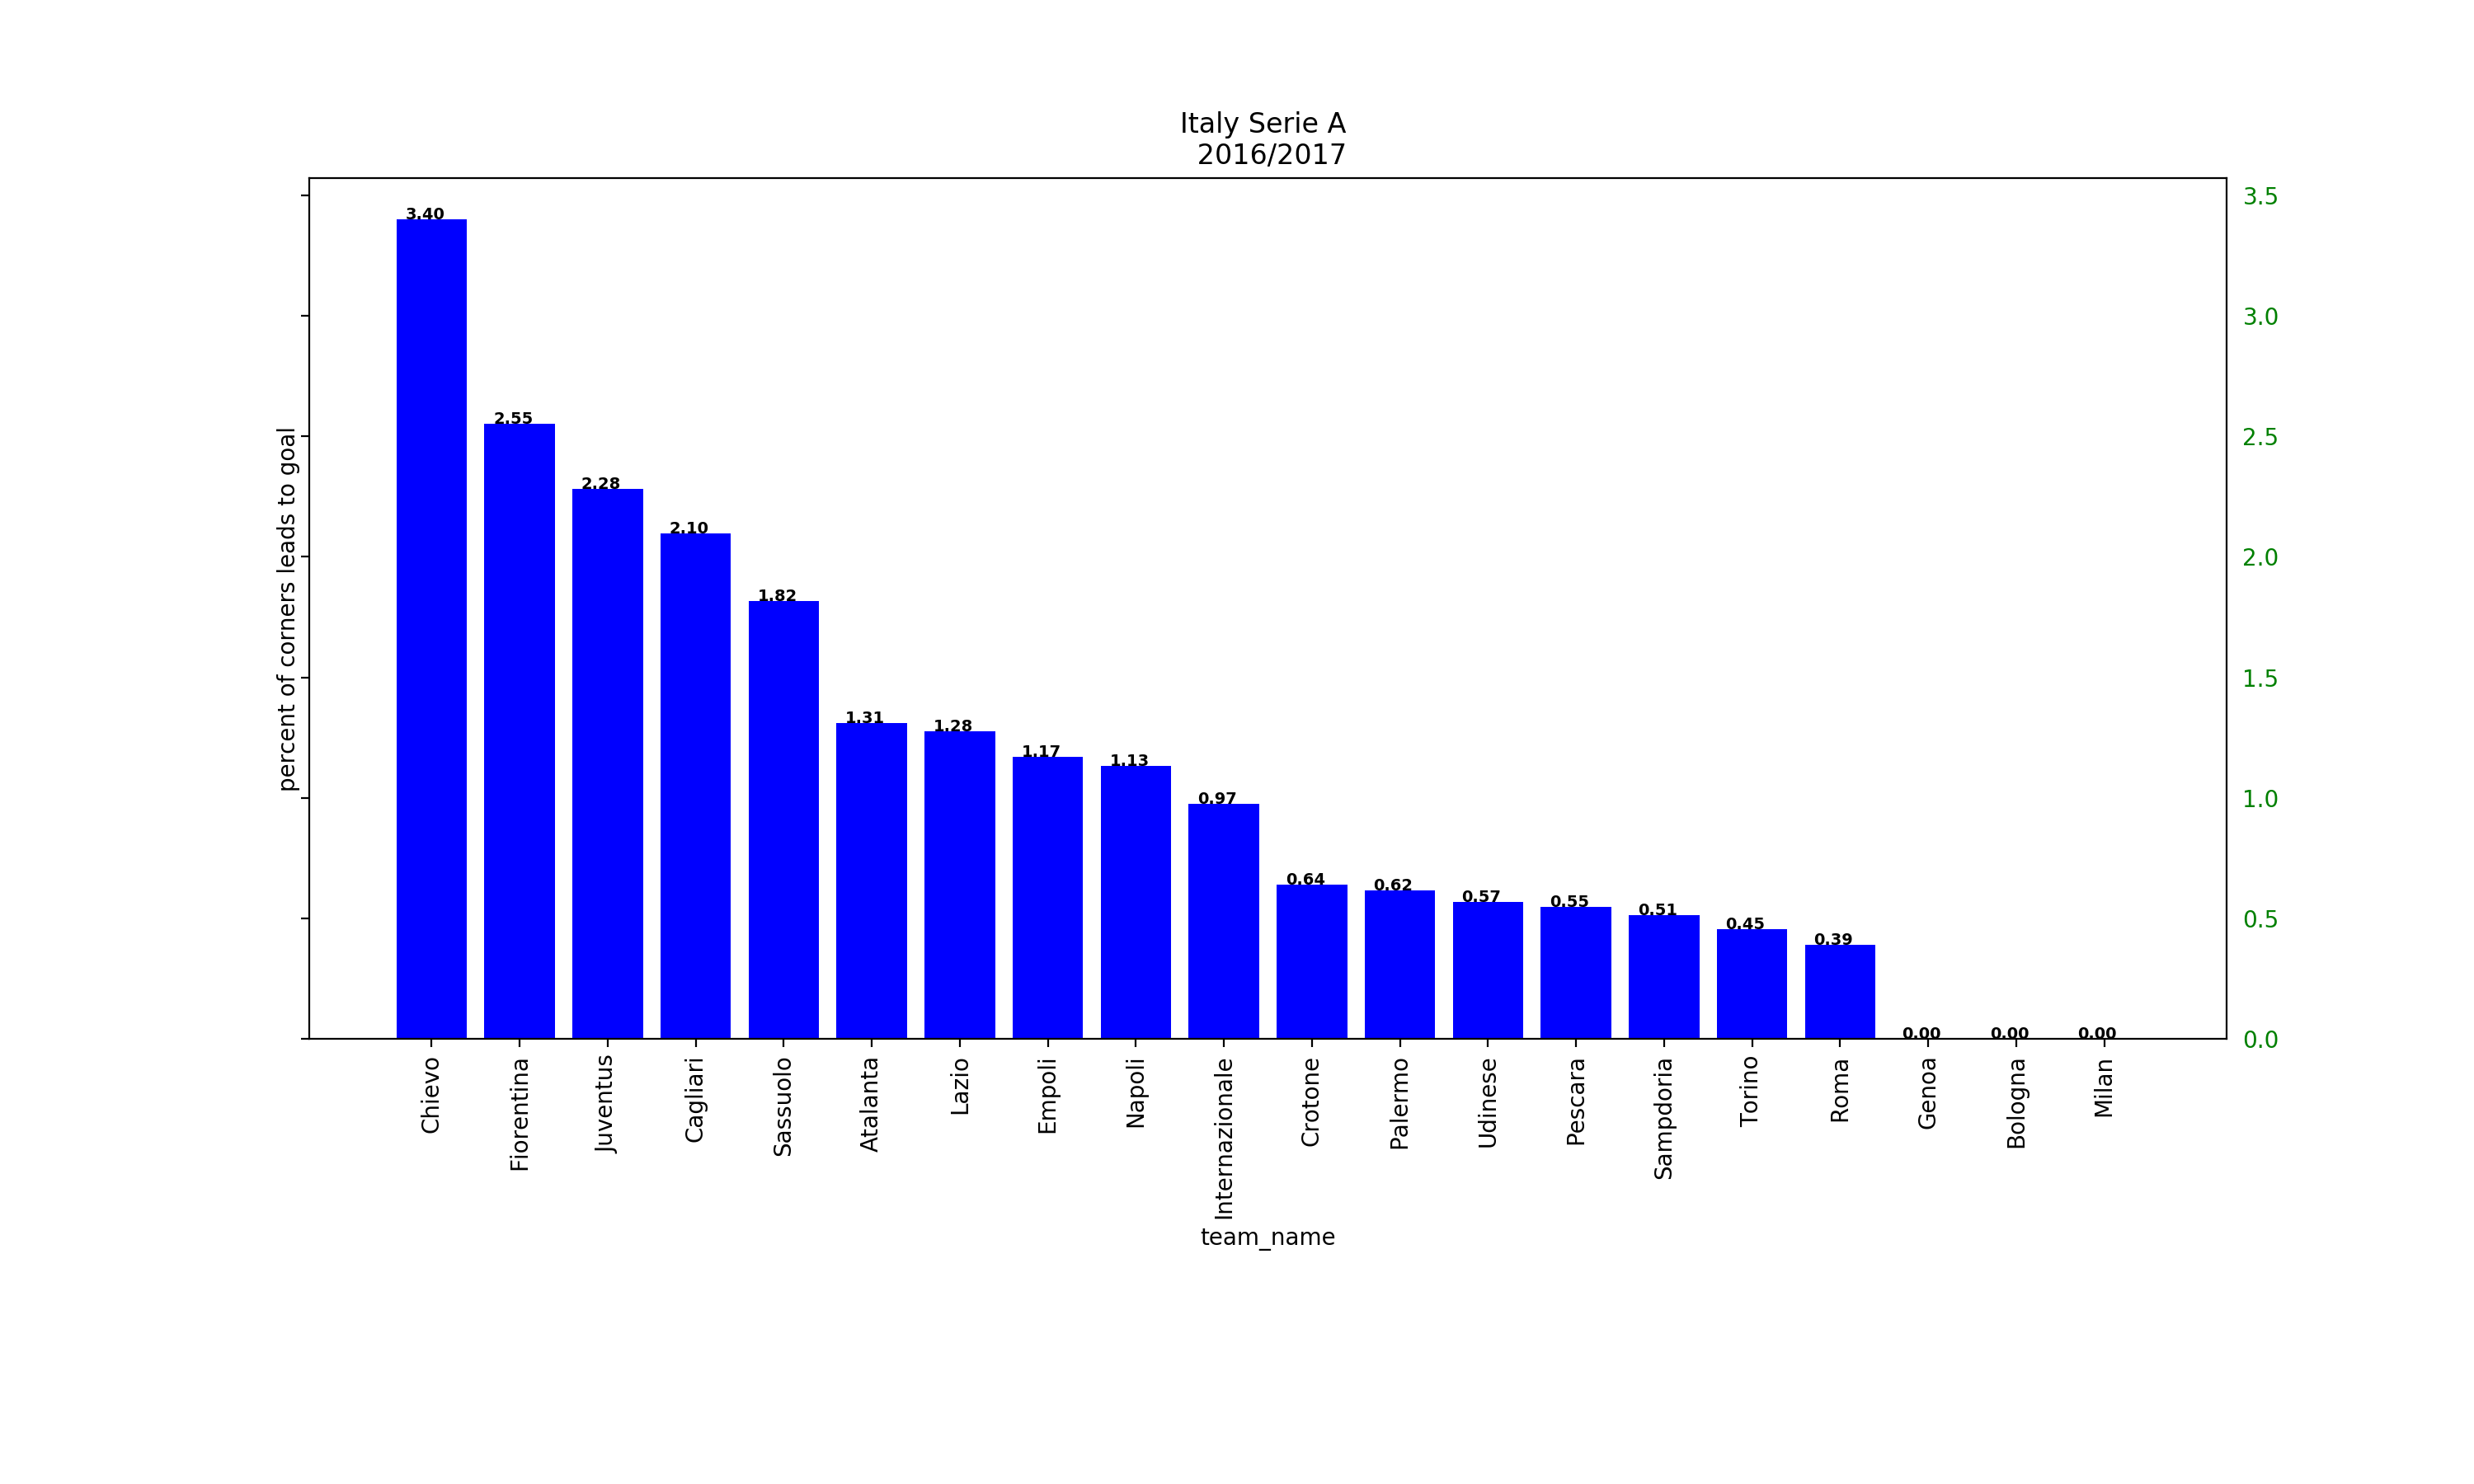 Italy Serie A
2016/2017
percent of corners leads to goal
3.5
3.0
2.5
2.0
1.5
1.0
0.5
0.0
3.40
2.55
2.28
2.10
1.82
1.31
1.28
1.17
1.13
0.97
0.64
0.62
0.57
0.55
0.51
0.45
0.39
0.00
0.00
0.00
Chievo
Fiorentina
Juventus
Cagliari
Sassuolo
Atalanta
Lazio
Empoli
Napoli
Internazionale
Crotone
Palermo
Udinese
Pescara
Sampdoria
Torino
Roma
Genoa
Bologna
Milan
team_name